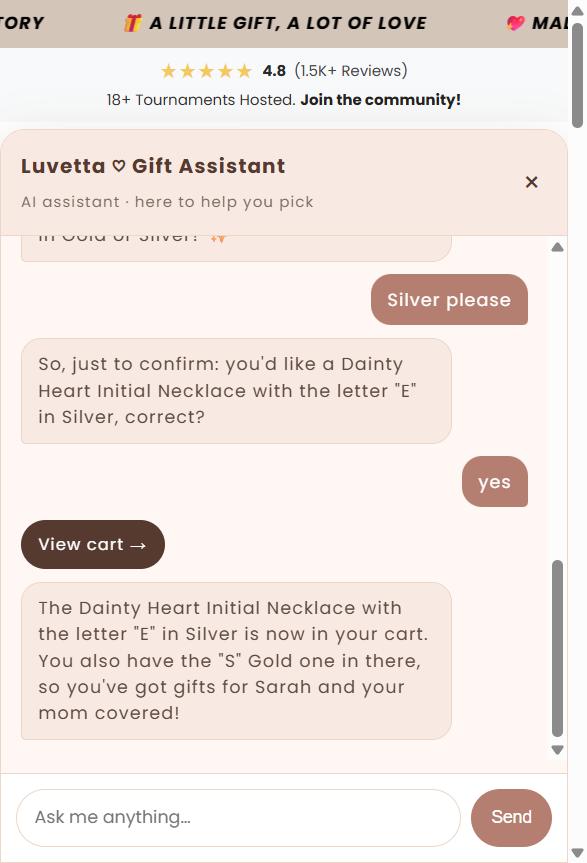 TORY 🎁 A LITTLE GIFT, A LOT OF LOVE 💖
★★★★★ 4.8 (1.5K+ Reviews)
18+ Tournaments Hosted. Join the community!
Luvetta ♡ Gift Assistant
×
AI assistant · here to help you pick
in Gold or Silver! ✨
Silver please
So, just to confirm: you'd like a Dainty
Heart Initial Necklace with the letter "E"
in Silver, correct?
yes
View cart →
The Dainty Heart Initial Necklace with
the letter "E" in Silver is now in your cart.
You also have the "S" Gold one in there,
so you've got gifts for Sarah and your
mom covered!
Ask me anything...
Send